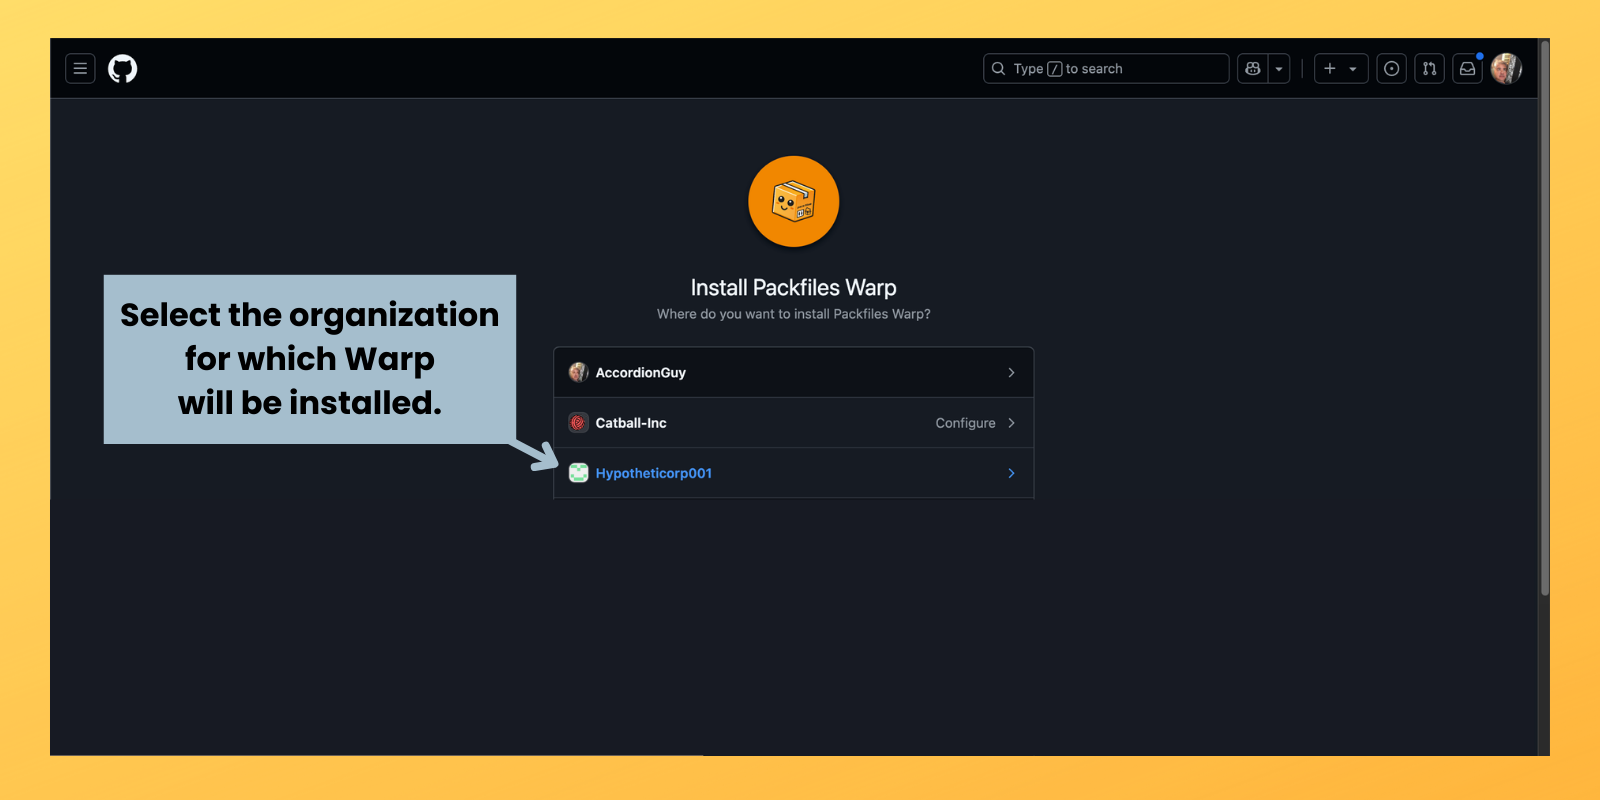 Type / to search
Install Packfiles Warp
Where do you want to install Packfiles Warp?
Select the organization
for which Warp
will be installed.
AccordionGuy
Catball-Inc Configure
Hypotheticorp001